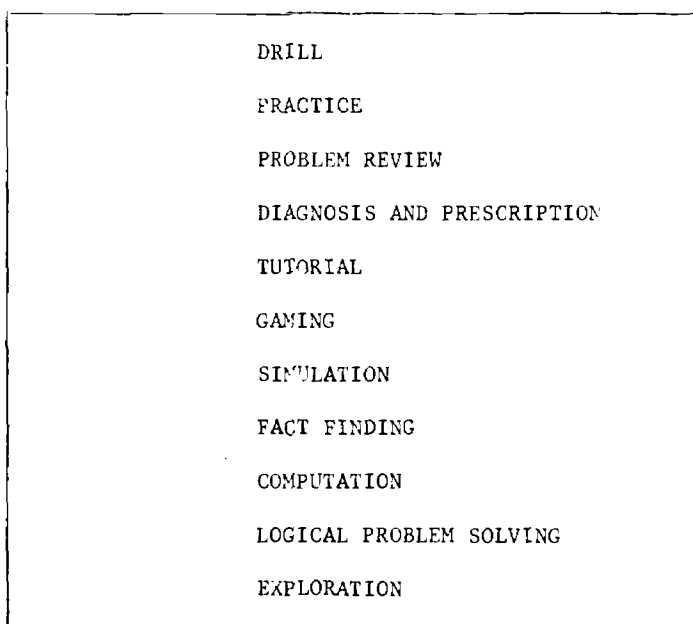 DRILL
PRACTICE
PROBLEM REVIEW
DIAGNOSIS AND PRESCRIPTION
TUTORIAL
GAMING
SIMULATION
FACT FINDING
COMPUTATION
LOGICAL PROBLEM SOLVING
EXPLORATION